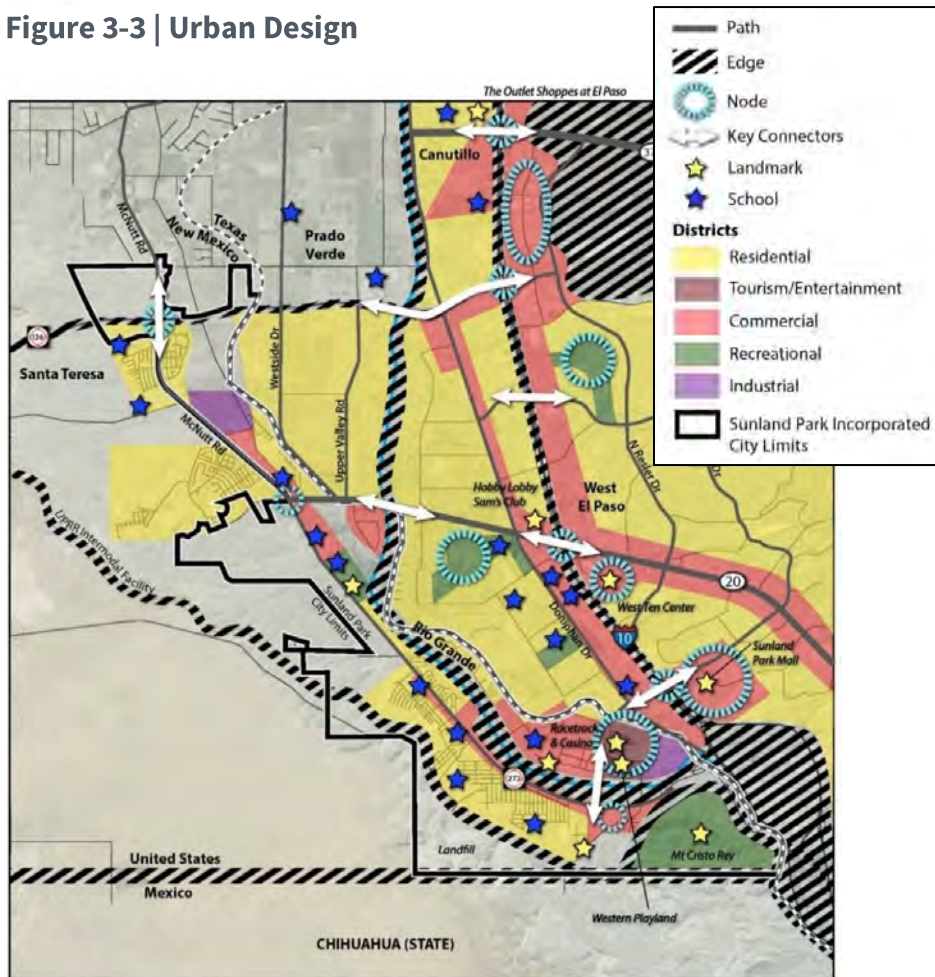 Figure 3-3 | Urban Design
Path
Edge
Node
Key Connectors
Landmark
School
Districts
Residential
Tourism/Entertainment
Commercial
Recreational
Industrial
Sunland Park Incorporated
City Limits
The Outlet Shoppes at El Paso
Canutillo
McNutt Rd
Texas
New Mexico
Prado
Verde
Santa Teresa
Westside Dr
Upper Valley Rd
McNutt Rd
N Resler Dr
Dr
Hobby Lobby
Sam's Club
West
El Paso
UPRR Intermodal Facility
20
West Ten Center
Sunland Park
City Limits
Doniphan Dr
10
Rio Grande
Sunland
Park Mall
Racetrack
& Casino
273
Landfill
Mt Cristo Rey
United States
Mexico
Western Playland
CHIHUAHUA (STATE)